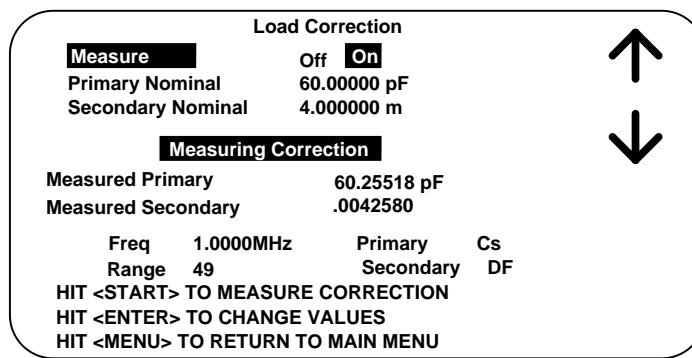 Load Correction
Measure Off On
Primary Nominal 60.00000 pF
Secondary Nominal 4.000000 m
Measuring Correction
Measured Primary 60.25518 pF
Measured Secondary .0042580
Freq 1.0000MHz Primary Cs
Range 49 Secondary DF
HIT <START> TO MEASURE CORRECTION
HIT <ENTER> TO CHANGE VALUES
HIT <MENU> TO RETURN TO MAIN MENU